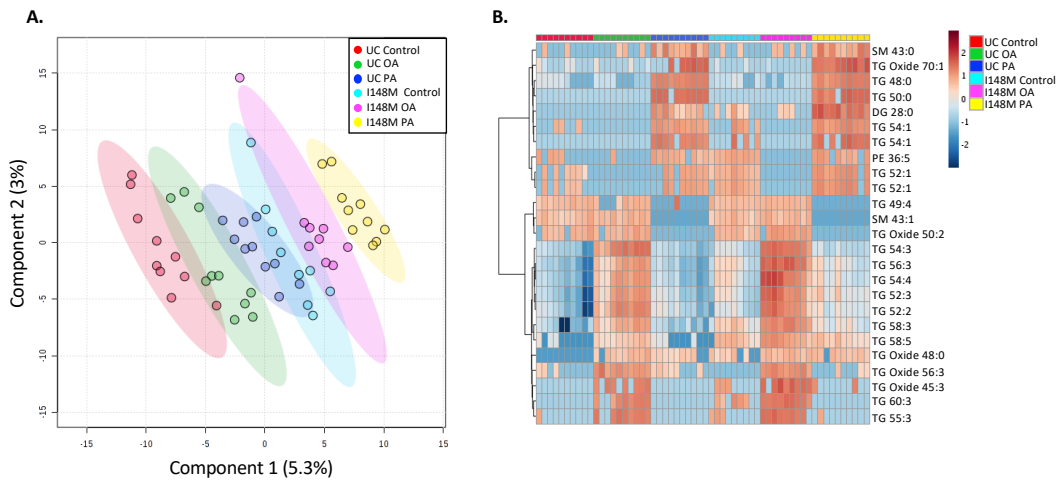 A.
B.
UC Control
UC OA
UC PA
I148M Control
I148M OA
I148M PA
15
10
5
0
-5
-10
-15
Component 2 (3%)
-15
-10
-5
0
5
10
15
Component 1 (5.3%)
SM 43:0
TG Oxide 70:1
TG 48:0
TG 50:0
DG 28:0
TG 54:1
TG 54:1
PE 36:5
TG 52:1
TG 52:1
TG 49:4
SM 43:1
TG Oxide 50:2
TG 54:3
TG 56:3
TG 54:4
TG 52:3
TG 52:2
TG 58:3
TG 58:5
TG Oxide 48:0
TG Oxide 56:3
TG Oxide 45:3
TG 60:3
TG 55:3
2
1
0
-1
-2
UC Control
UC OA
UC PA
I148M Control
I148M OA
I148M PA